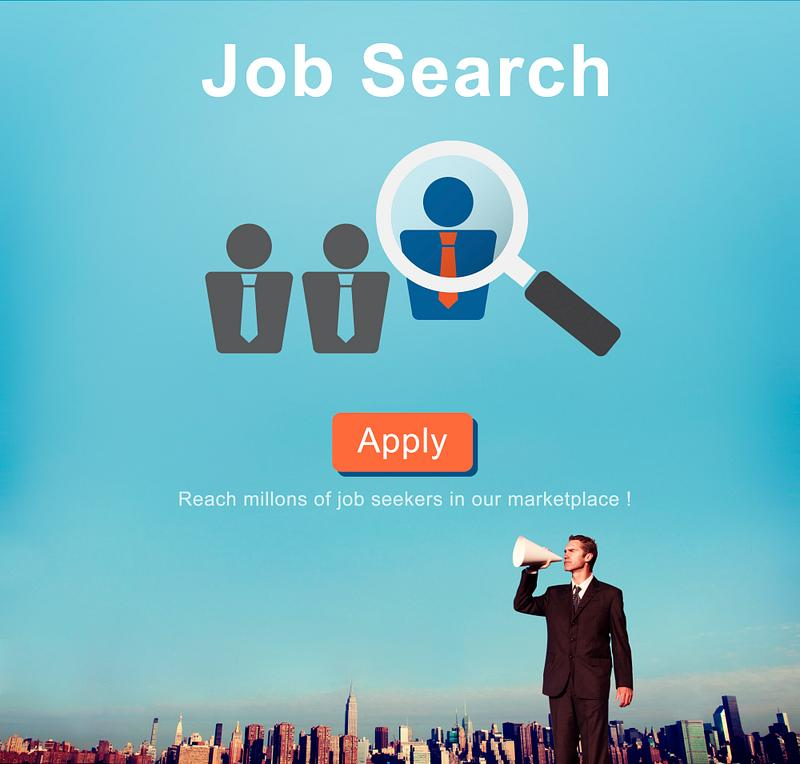 Job Search
Apply
Reach millons of job seekers in our marketplace !